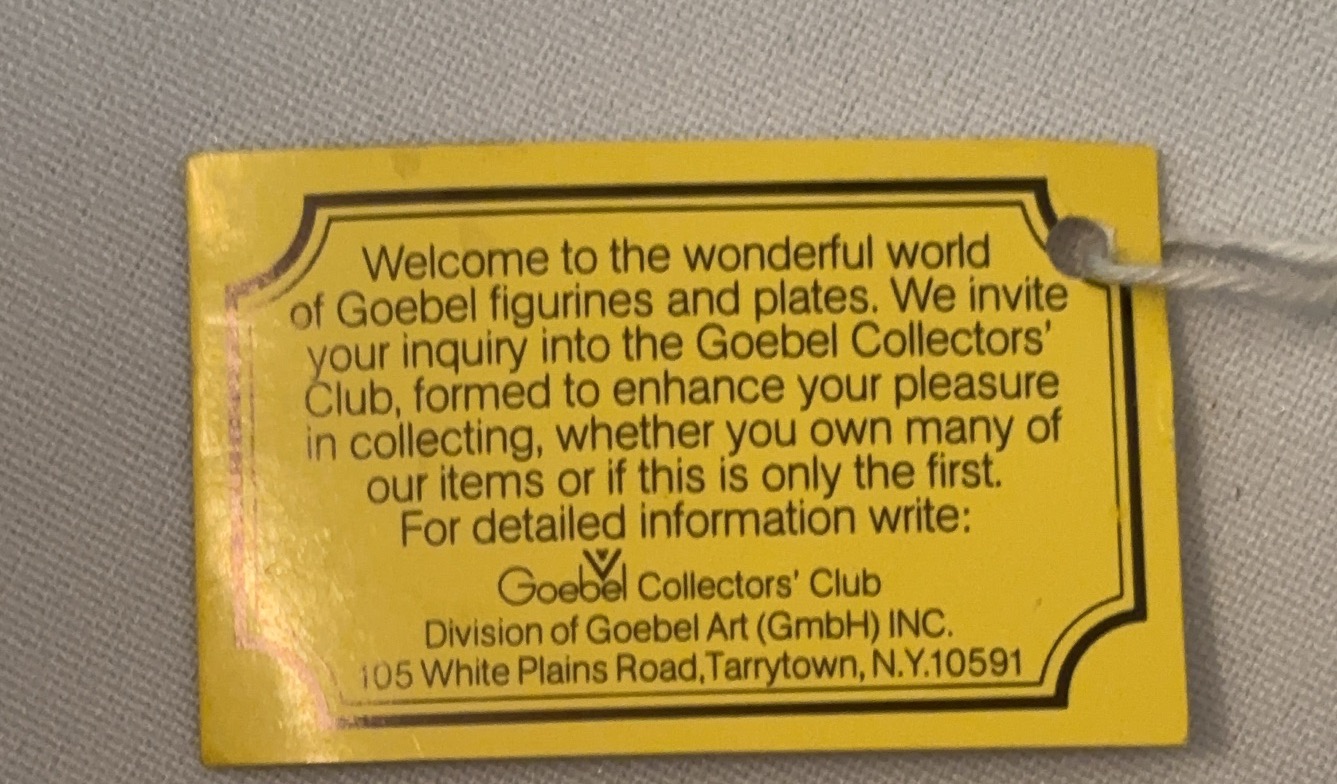 Welcome to the wonderful world
of Goebel figurines and plates. We invite
your inquiry into the Goebel Collectors'
Club, formed to enhance your pleasure
in collecting, whether you own many of
our items or if this is only the first.
For detailed information write:
Goebel Collectors' Club
Division of Goebel Art (GmbH) INC.
105 White Plains Road, Tarrytown, N.Y. 10591